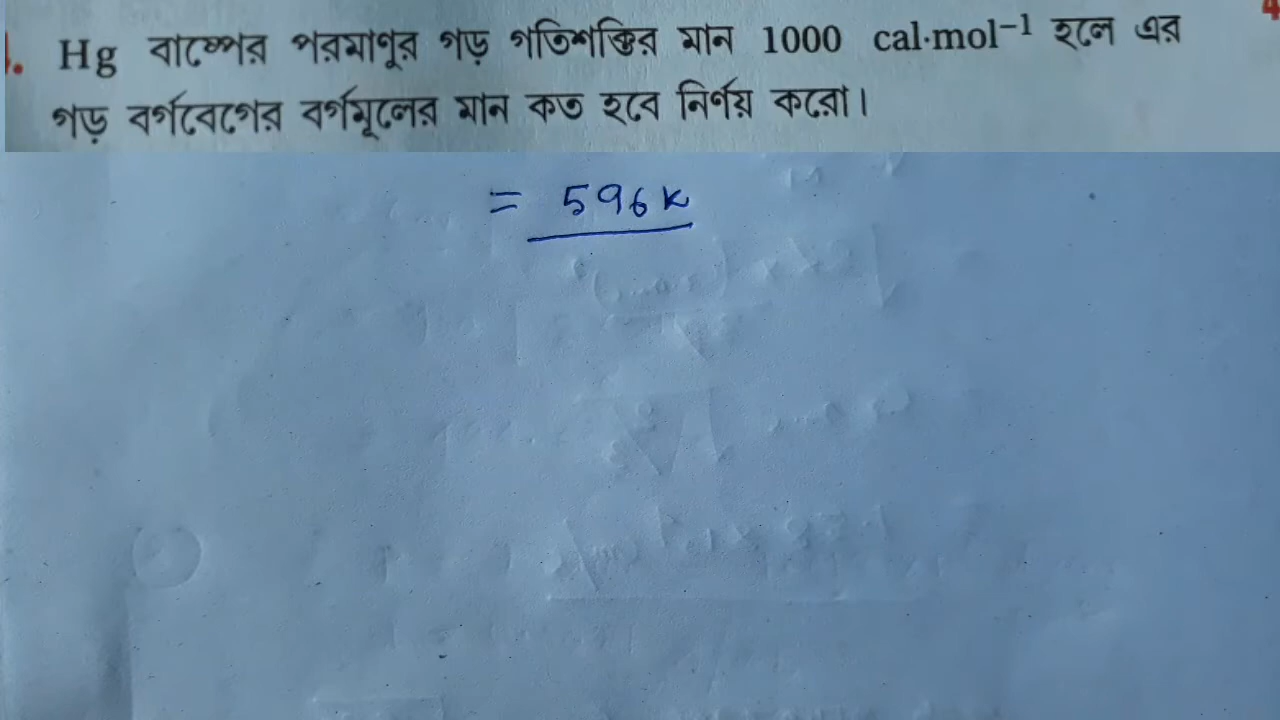 Hg বাষ্পের পরমাণুর গড় গতিশক্তির মান 1000 cal·mol⁻¹ হলে এর
গড় বর্গবেগের বর্গমূলের মান কত হবে নির্ণয় করো।
= 596 K